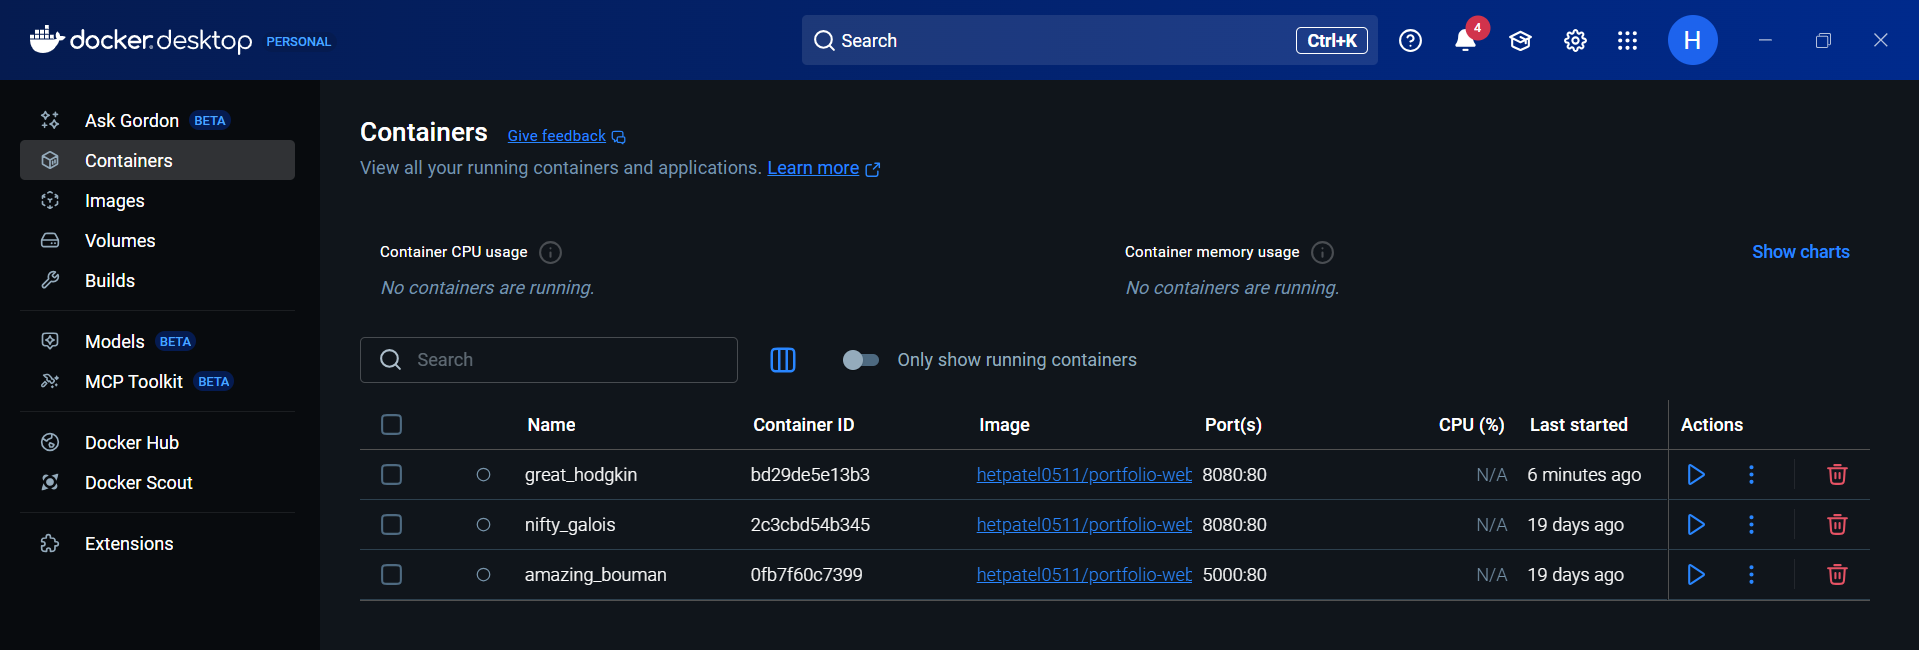 docker.desktop PERSONAL
Search
Ctrl+K
4
H
Ask Gordon BETA
Containers
Images
Volumes
Builds
Models BETA
MCP Toolkit BETA
Docker Hub
Docker Scout
Extensions
Containers Give feedback
View all your running containers and applications. Learn more
Container CPU usage
No containers are running.
Container memory usage
No containers are running.
Show charts
Search
Only show running containers
Name Container ID Image Port(s) CPU (%) Last started Actions
great_hodgkin bd29de5e13b3 hetpatel0511/portfolio-web 8080:80 N/A 6 minutes ago
nifty_galois 2c3cbd54b345 hetpatel0511/portfolio-web 8080:80 N/A 19 days ago
amazing_bouman 0fb7f60c7399 hetpatel0511/portfolio-web 5000:80 N/A 19 days ago